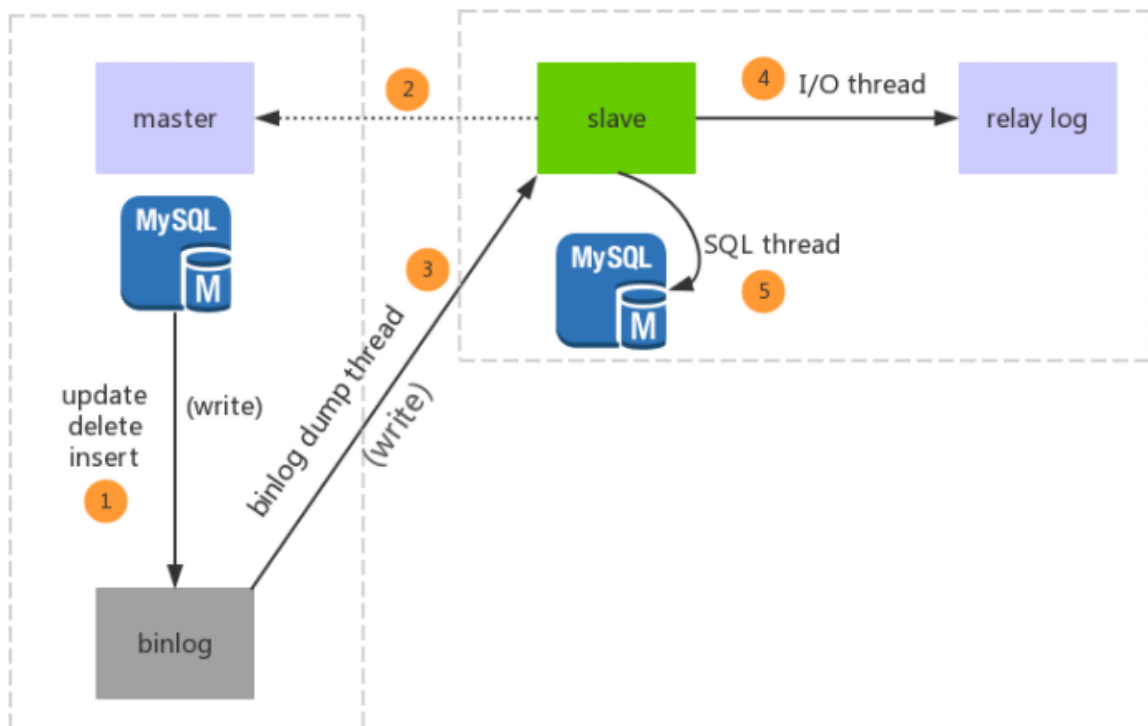 master
2
slave
4
I/O thread
relay log
MySQL
M
3
SQL thread
MySQL
M
5
binlog dump thread
(write)
update
delete
insert
(write)
1
binlog